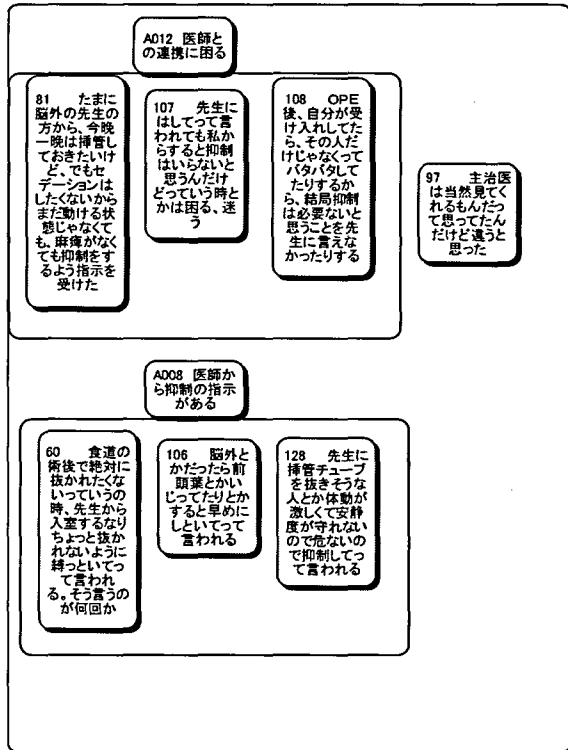 A012 医師と
の連携に困る
81 たまに
脳外の先生の
方から、今晩
一晩は挿管し
ておきたいけ
ど、でもセ
デーションは
したくないから
まだ動ける状
態じゃなくて
も、麻痺がなく
ても抑制をす
るよう指示を
受けた
107 先生に
はしてって言
われても私か
らすると抑制
はいらないと
思うんだけ
どっていう時と
かは困る、迷
う
108 OPE
後、自分が受
け入れしてた
ら、その人だ
けじゃなくって
バタバタして
たりするか
ら、結局抑制
は必要ないと
思うことを先
生に言えな
かったりする
97 主治医
は当然見てく
れるもんだっ
て思ってたん
だけど違うと
思った
A008 医師か
ら抑制の指示
がある
60 食道の
術後で絶対に
抜かれたくな
いっていうの
時、先生から
入室するなり
ちょっと抜か
れないように
縛っといてっ
て言われ
る。そう言うの
が何回か
106 脳外と
かだったら前
頭葉とかい
じってたりとか
すると早めに
しといてって
言われる
128 先生に
挿管チューブ
を抜きそうな
人とか体動が
激しくて安静
度が守れない
ので危ないの
で抑制してっ
て言われる